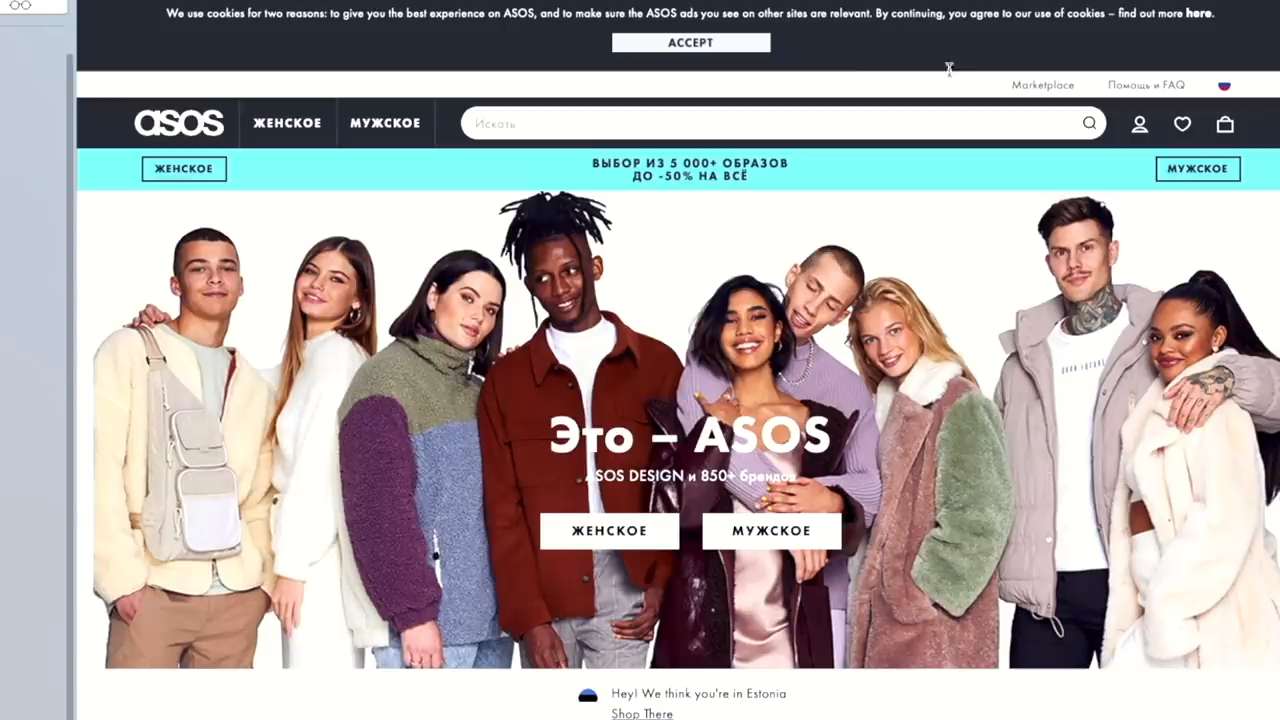 We use cookies for two reasons: to give you the best experience on ASOS, and to make sure the ASOS ads you see on other sites are relevant. By continuing, you agree to our use of cookies – find out more here.
ACCEPT
Marketplace Помощь и FAQ
asos ЖЕНСКОЕ МУЖСКОЕ Искать
ЖЕНСКОЕ
ВЫБОР ИЗ 5 000+ ОБРАЗОВ
ДО -50% НА ВСЁ
МУЖСКОЕ
Это – ASOS
ASOS DESIGN и 850+ брендов
ЖЕНСКОЕ МУЖСКОЕ
Hey! We think you're in Estonia
Shop There